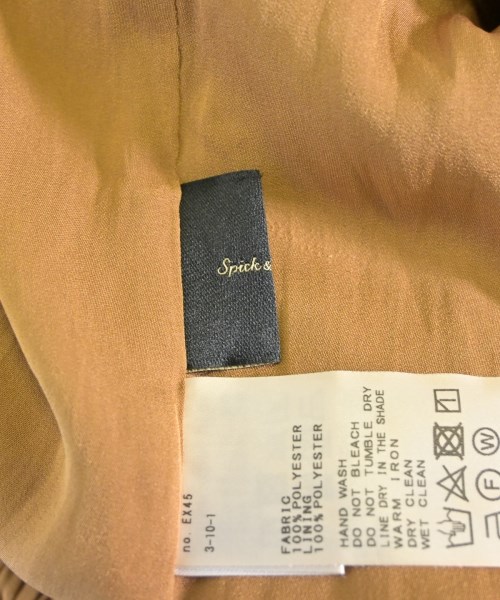 Spick &
no. EX45
3-10-1
FABRIC
100% POLYESTER
LINING
100% POLYESTER
HAND WASH
DO NOT BLEACH
DO NOT TUMBLE DRY
LINE DRY IN THE SHADE
WARM IRON
DRY CLEAN
WET CLEAN
F
W